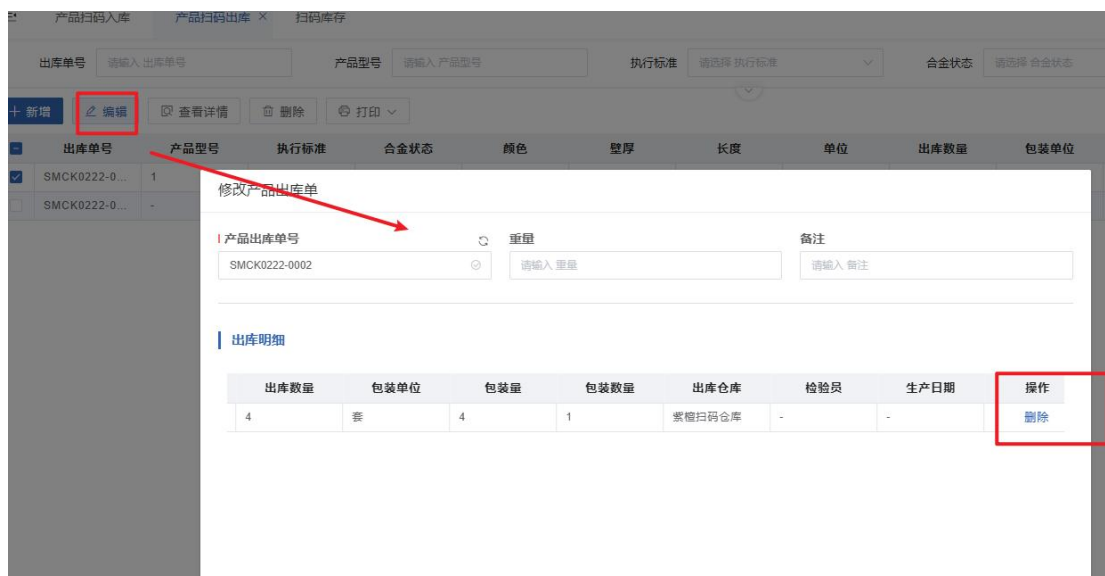 产品扫码入库 产品扫码出库 × 扫码库存
出库单号 请输入 出库单号 产品型号 请输入 产品型号 执行标准 请选择 执行标准 合金状态 请选择 合金状态
+ 新增 编辑 查看详情 删除 打印
出库单号 产品型号 执行标准 合金状态 颜色 壁厚 长度 单位 出库数量 包装单位
SMCK0222-0... 1
SMCK0222-0... -
修改产品出库单
产品出库单号 重量 备注
SMCK0222-0002 请输入 重量 请输入 备注
出库明细
出库数量 包装单位 包装量 包装数量 出库仓库 检验员 生产日期 操作
4 套 4 1 紫檀扫码仓库 - - 删除